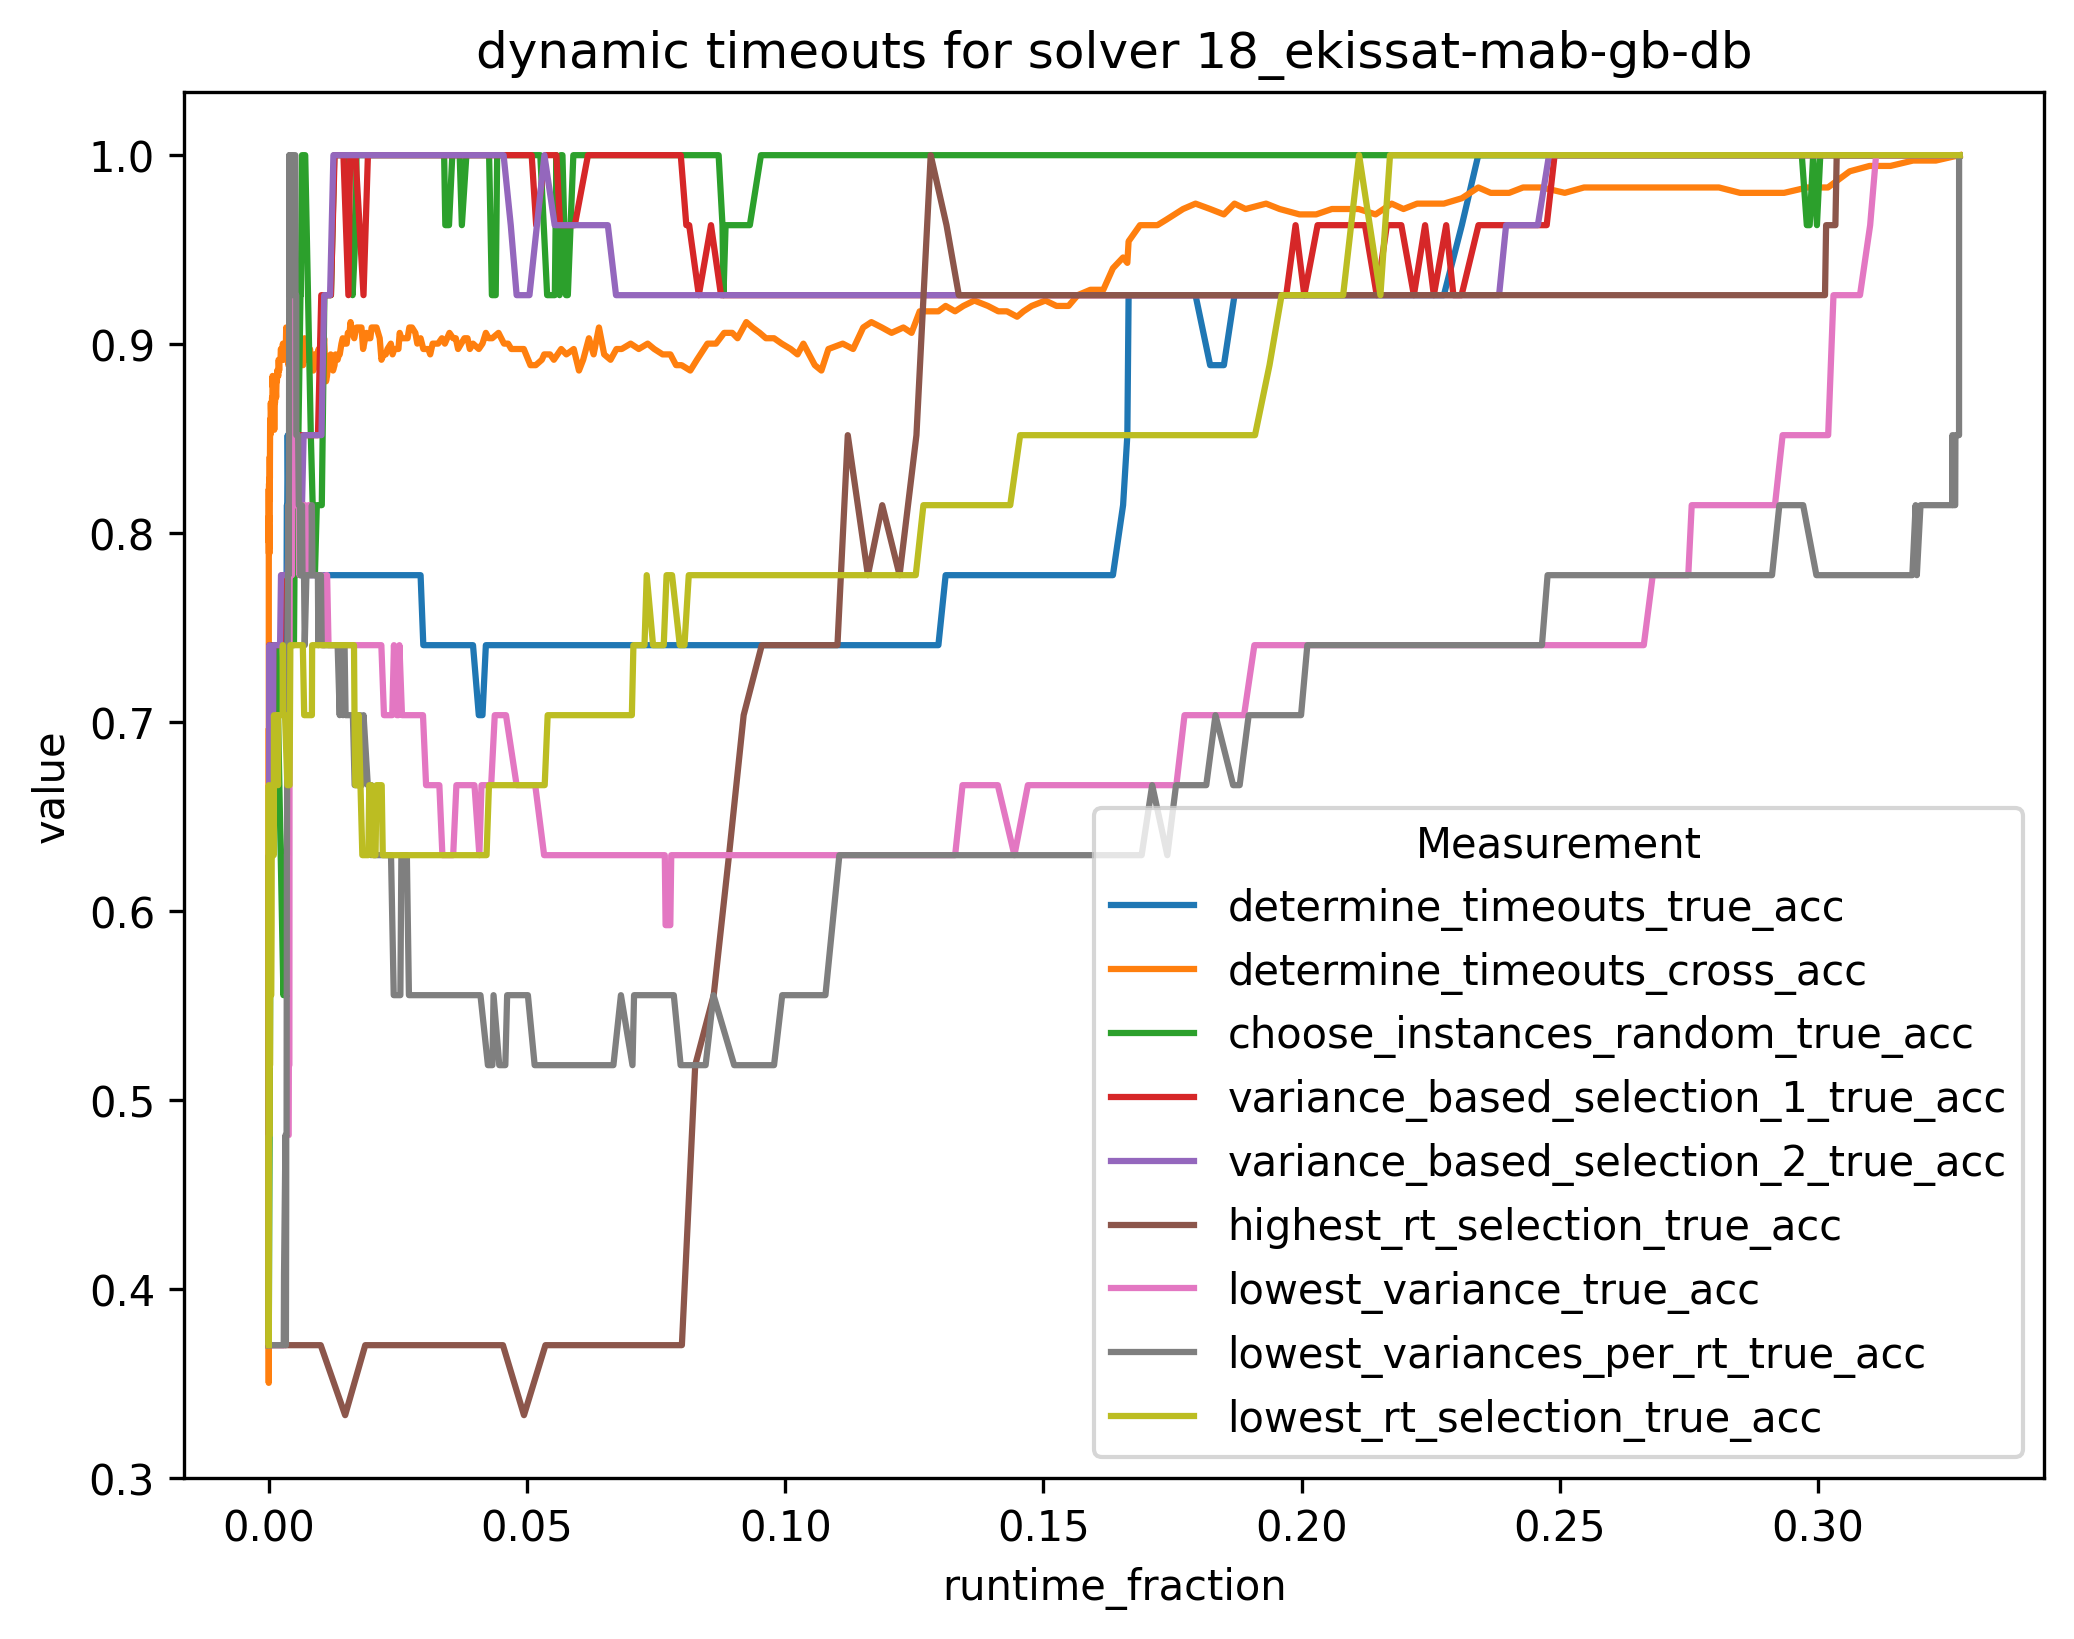 dynamic timeouts for solver 18_ekissat-mab-gb-db
1.0
0.9
0.8
0.7
0.6
0.5
0.4
0.3
value
Measurement
determine_timeouts_true_acc
determine_timeouts_cross_acc
choose_instances_random_true_acc
variance_based_selection_1_true_acc
variance_based_selection_2_true_acc
highest_rt_selection_true_acc
lowest_variance_true_acc
lowest_variances_per_rt_true_acc
lowest_rt_selection_true_acc
0.00 0.05 0.10 0.15 0.20 0.25 0.30
runtime_fraction